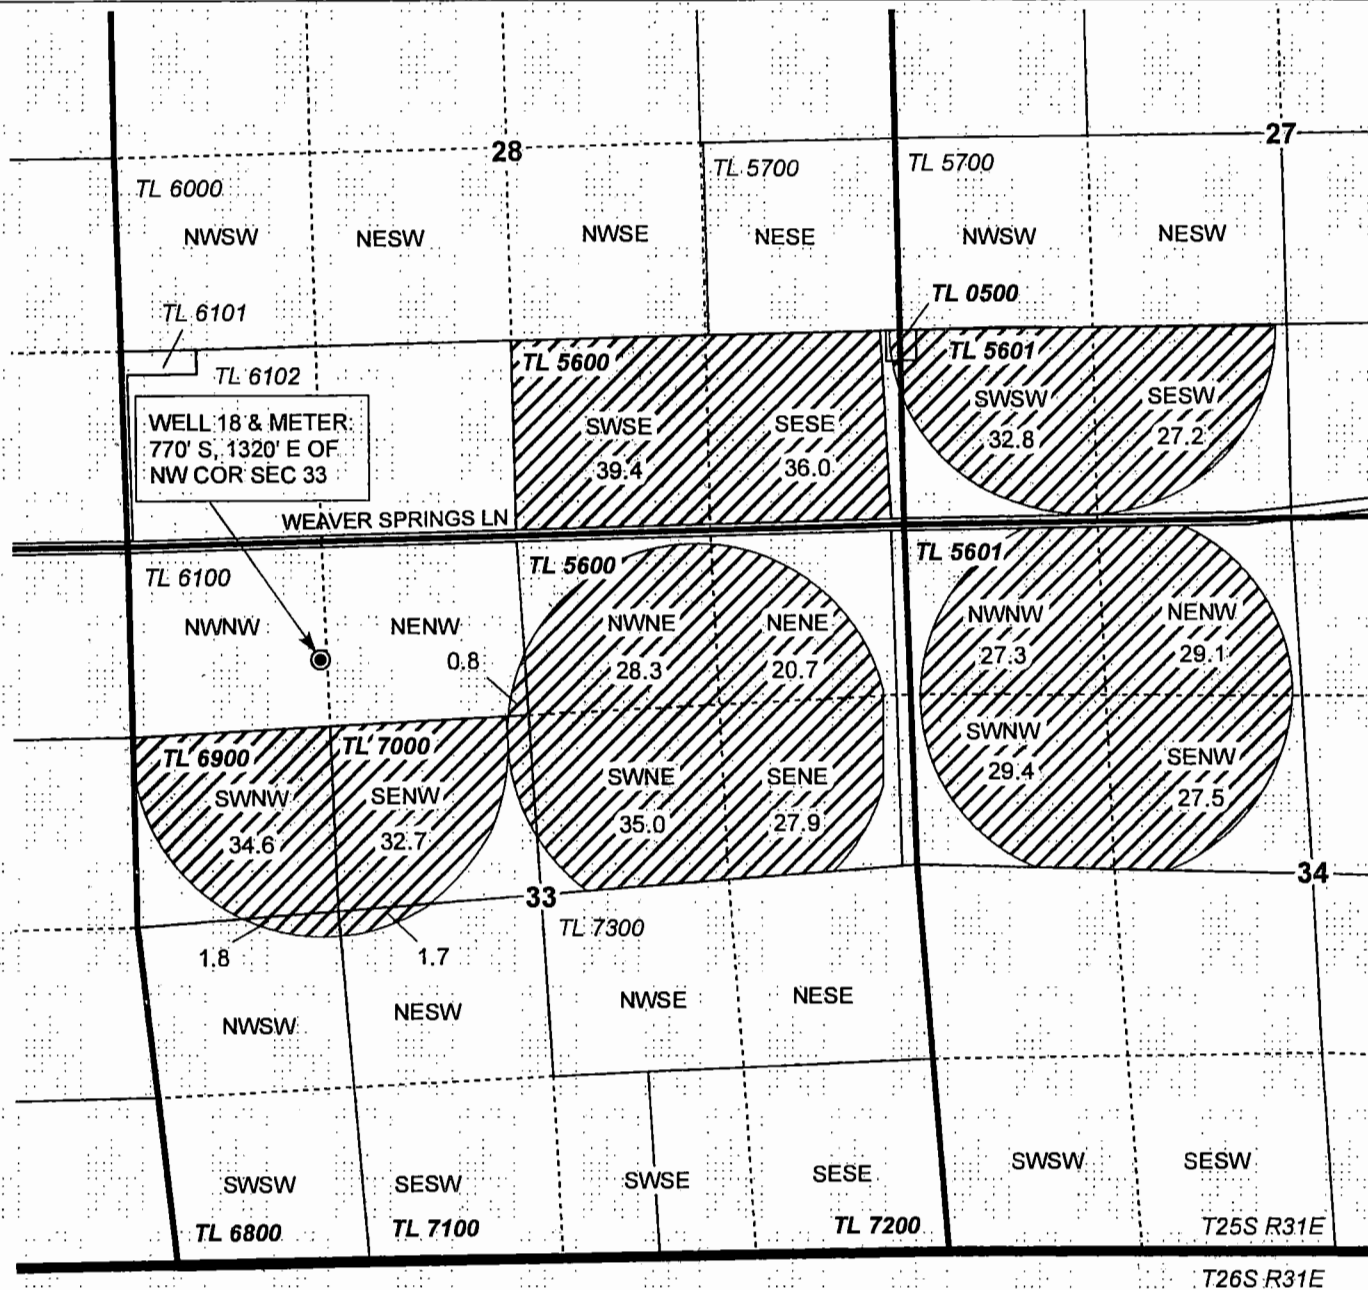 28
27
TL 6000
TL 5700
TL 5700
NWSW
NESW
NWSE
NESE
NWSW
NESW
TL 6101
TL 0500
TL 6102
TL 5600
TL 5601
SWSE
SESE
SWSW
SESW
39.4
36.0
32.8
27.2
WELL 18 & METER:
770' S, 1320' E OF
NW COR SEC 33
WEAVER SPRINGS LN
TL 6100
TL 5600
TL 5601
NWNW
NENW
NWNE
NENE
NWNW
NENW
0.8
28.3
20.7
27.3
29.1
TL 6900
TL 7000
SWNW
SENW
SWNE
SENE
SWNW
SENW
34.6
32.7
35.0
27.9
29.4
27.5
33
34
TL 7300
1.8
1.7
NWSW
NESW
NWSE
NESE
SWSW
SESW
SWSE
SESE
SWSW
SESW
TL 6800
TL 7100
TL 7200
T25S R31E
T26S R31E